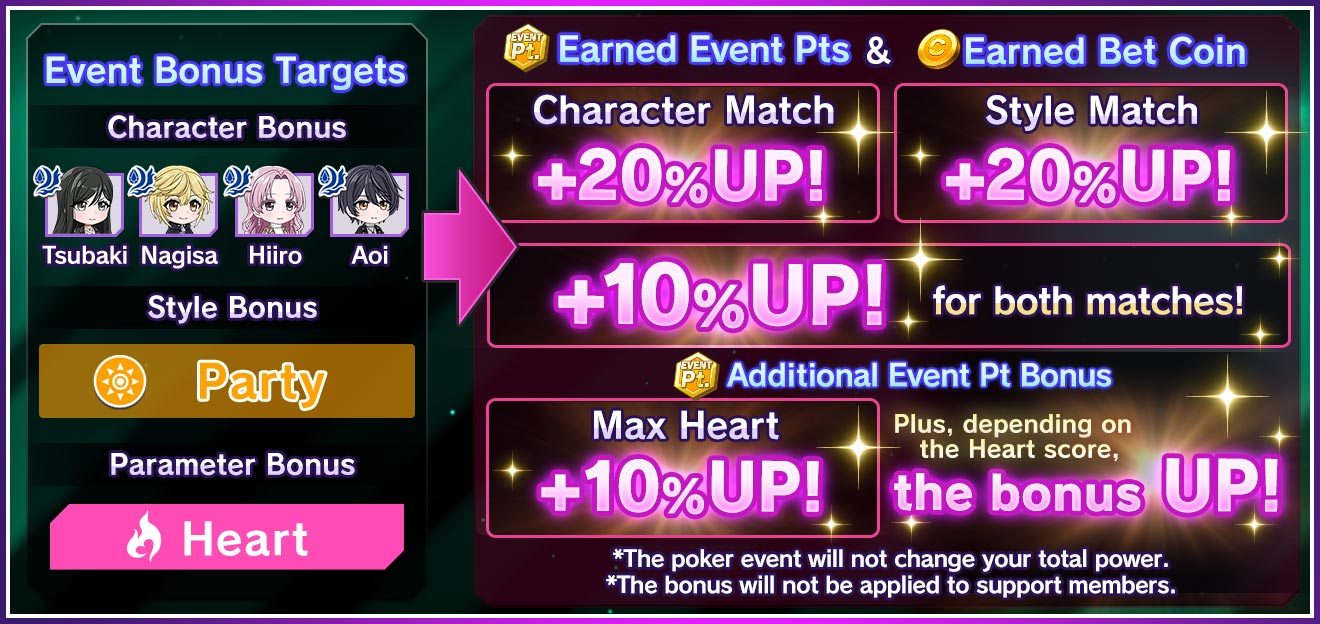 Event Bonus Targets
Character Bonus
Tsubaki Nagisa Hiiro Aoi
Style Bonus
Party
Parameter Bonus
Heart
EVENT Pt. Earned Event Pts & C Earned Bet Coin
Character Match
+20%UP!
Style Match
+20%UP!
+10%UP! for both matches!
EVENT Pt. Additional Event Pt Bonus
Max Heart
+10%UP!
Plus, depending on
the Heart score,
the bonus UP!
*The poker event will not change your total power.
*The bonus will not be applied to support members.